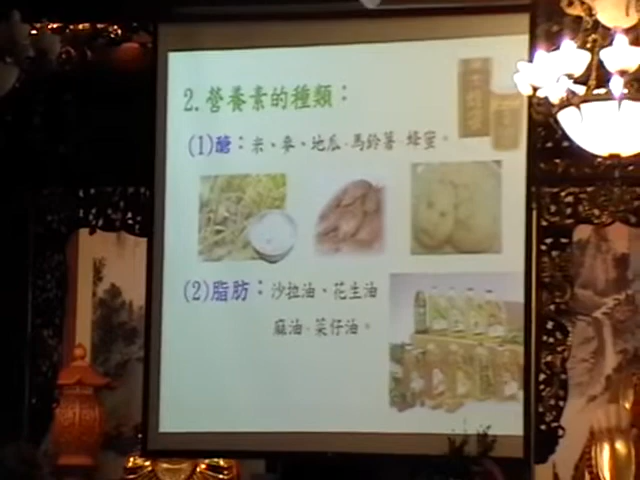 2.營養素的種類：
(1)醣：米、麥、地瓜、馬鈴薯、蜂蜜。
(2)脂肪：沙拉油、花生油
麻油、菜仔油。